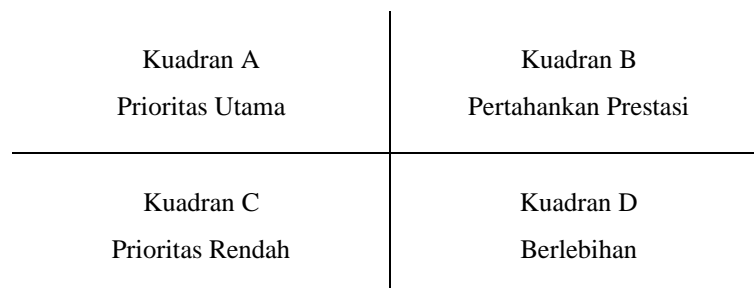 Kuadran A
Prioritas Utama
Kuadran B
Pertahankan Prestasi
Kuadran C
Prioritas Rendah
Kuadran D
Berlebihan